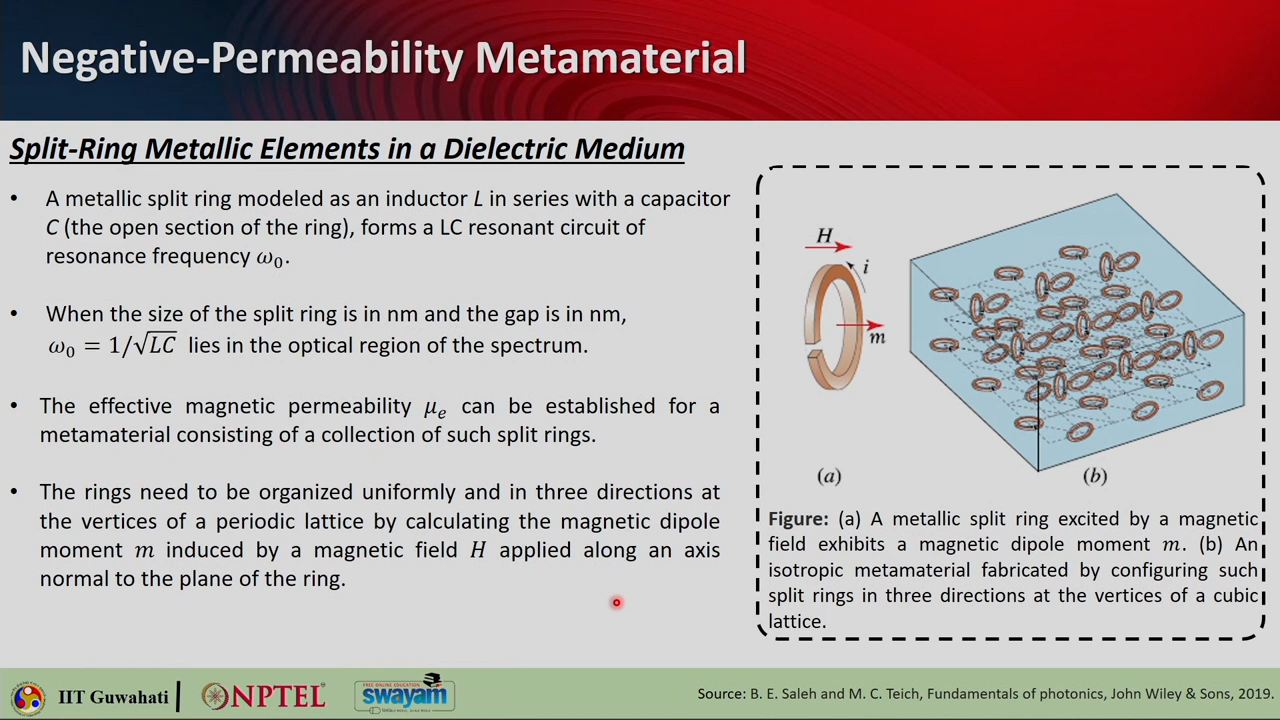 Negative-Permeability Metamaterial
Split-Ring Metallic Elements in a Dielectric Medium
• A metallic split ring modeled as an inductor L in series with a capacitor
C (the open section of the ring), forms a LC resonant circuit of
resonance frequency ω₀.
• When the size of the split ring is in nm and the gap is in nm,
ω₀ = 1/√LC lies in the optical region of the spectrum.
• The effective magnetic permeability μₑ can be established for a
metamaterial consisting of a collection of such split rings.
• The rings need to be organized uniformly and in three directions at
the vertices of a periodic lattice by calculating the magnetic dipole
moment m induced by a magnetic field H applied along an axis
normal to the plane of the ring.
H
i
m
(a)
(b)
Figure: (a) A metallic split ring excited by a magnetic
field exhibits a magnetic dipole moment m. (b) An
isotropic metamaterial fabricated by configuring such
split rings in three directions at the vertices of a cubic
lattice.
IIT Guwahati
NPTEL
FREE ONLINE EDUCATION
swayam
Source: B. E. Saleh and M. C. Teich, Fundamentals of photonics, John Wiley & Sons, 2019.